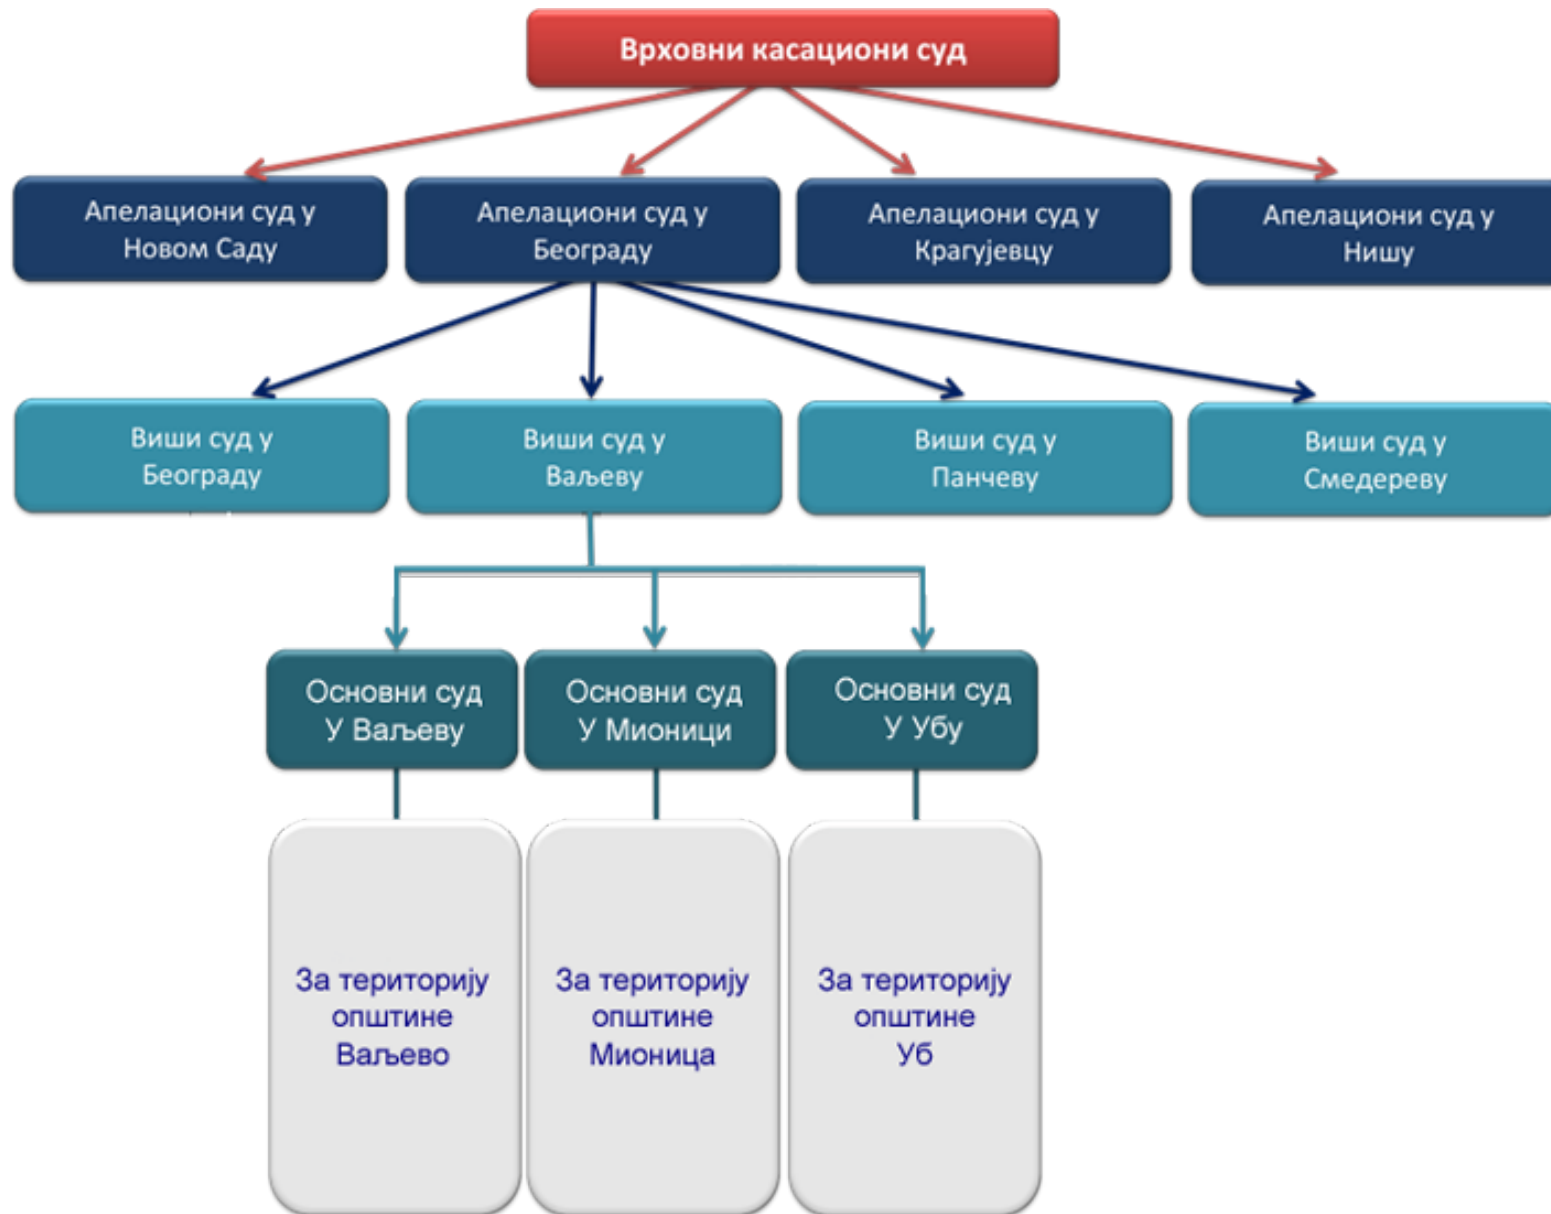 Врховни касациони суд
Апелациони суд у
Новом Саду
Апелациони суд у
Београду
Апелациони суд у
Крагујевцу
Апелациони суд у
Нишу
Виши суд у
Београду
Виши суд у
Ваљеву
Виши суд у
Панчеву
Виши суд у
Смедереву
Основни суд
У Ваљеву
Основни суд
У Мионици
Основни суд
У Убу
За територију
општине
Ваљево
За територију
општине
Мионица
За територију
општине
Уб